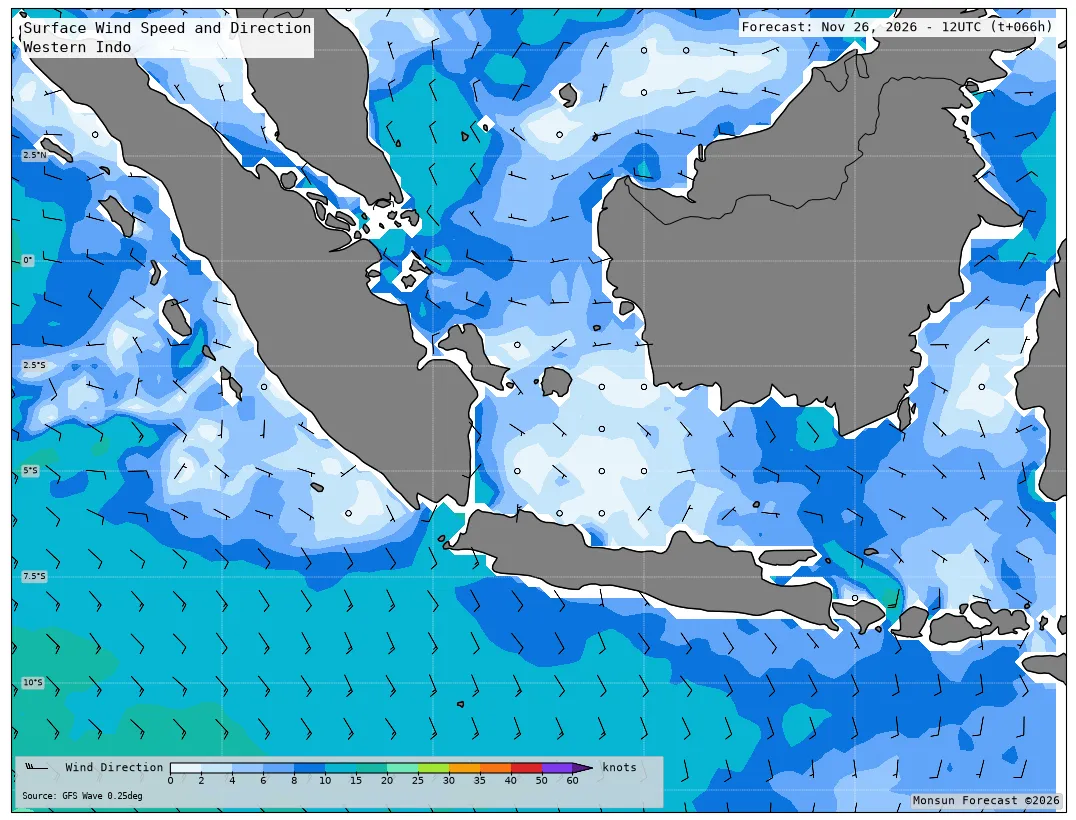 Surface Wind Speed and Direction
Western Indo
Forecast: Nov 26, 2026 - 12UTC (t+066h)
2.5°N
0°
2.5°S
5°S
7.5°S
10°S
Wind Direction
0 2 4 6 8 10 15 20 25 30 35 40 50 60
knots
Source: GFS Wave 0.25deg
Monsun Forecast ©2026